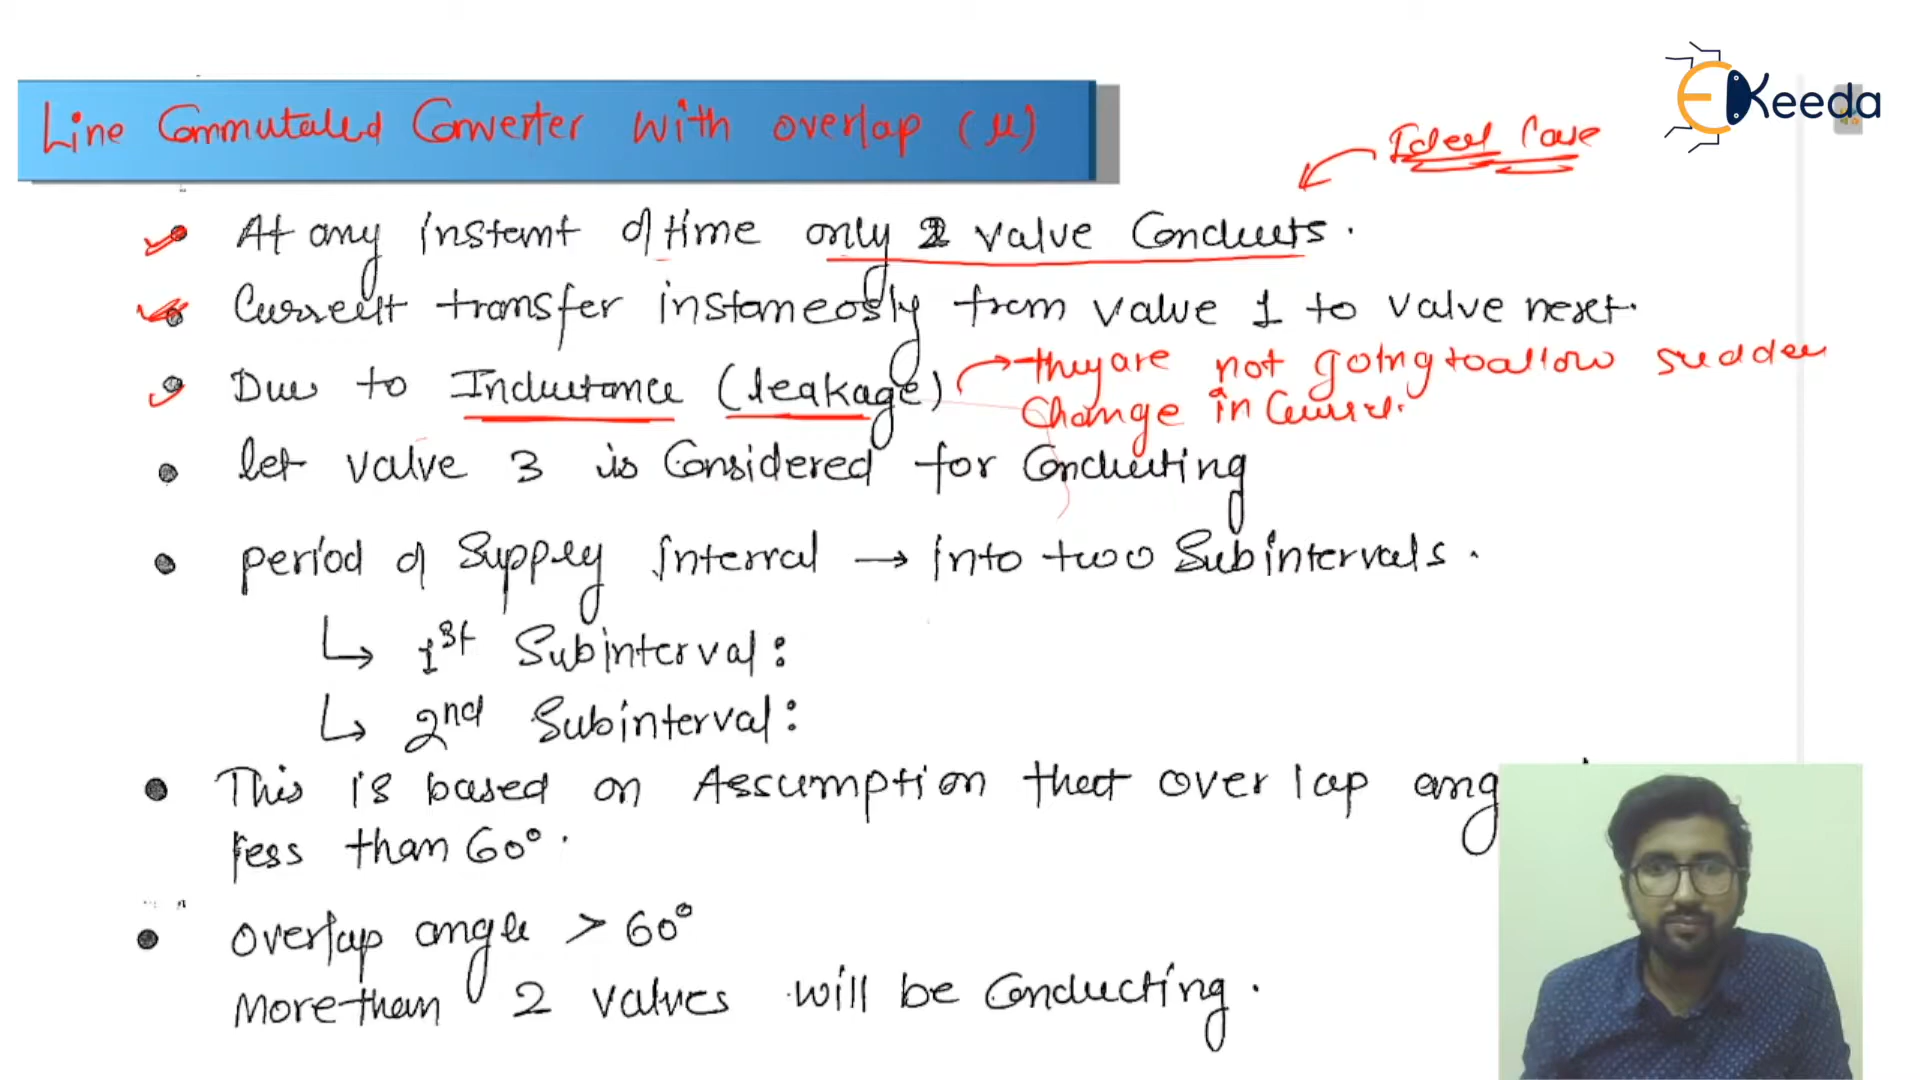 EKeeda
Line Commutated Converter with overlap (μ)
Ideal Case
At any instant of time only 2 valve Conducts.
Current transfer instaneosly from value 1 to valve next.
Due to Inductance (leakage)
they are not going to allow sudden
change in Current.
let valve 3 is Considered for Conducting
period of Supply interval → into two Subintervals.
↳ 1st Subinterval:
↳ 2nd Subinterval:
This is based on Assumption that over lap ang
less than 60°.
overlap angle > 60°
More than 2 valves will be Conducting.